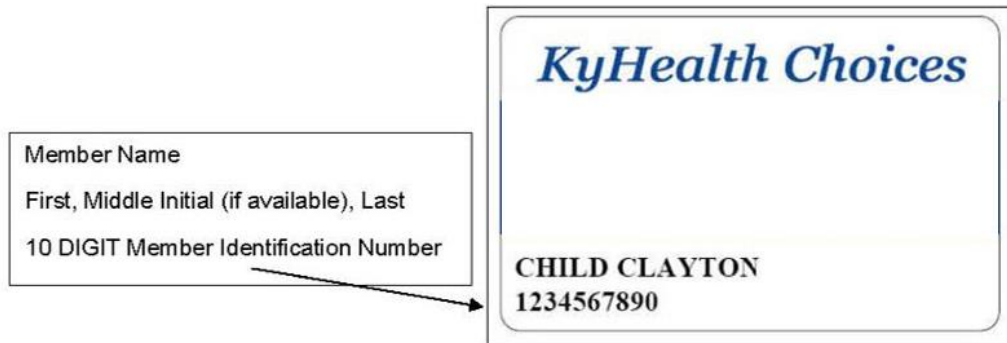 Member Name
First, Middle Initial (if available), Last
10 DIGIT Member Identification Number
KyHealth Choices
CHILD CLAYTON
1234567890